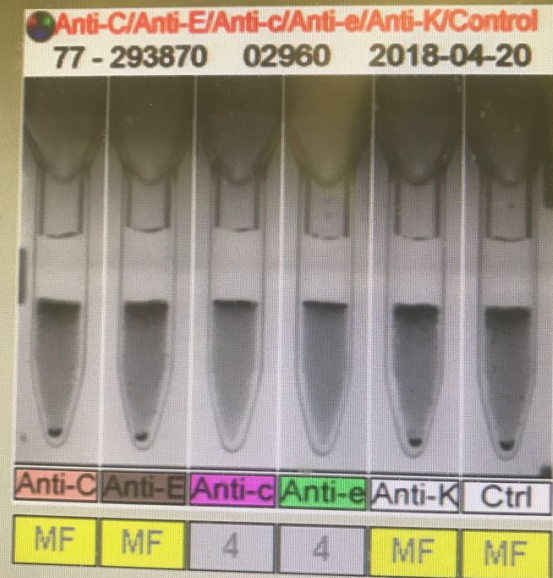 Anti-C/Anti-E/Anti-c/Anti-e/Anti-K/Control
77 - 293870 02960 2018-04-20
Anti-C Anti-E Anti-c Anti-e Anti-K Ctrl
MF MF 4 4 MF MF